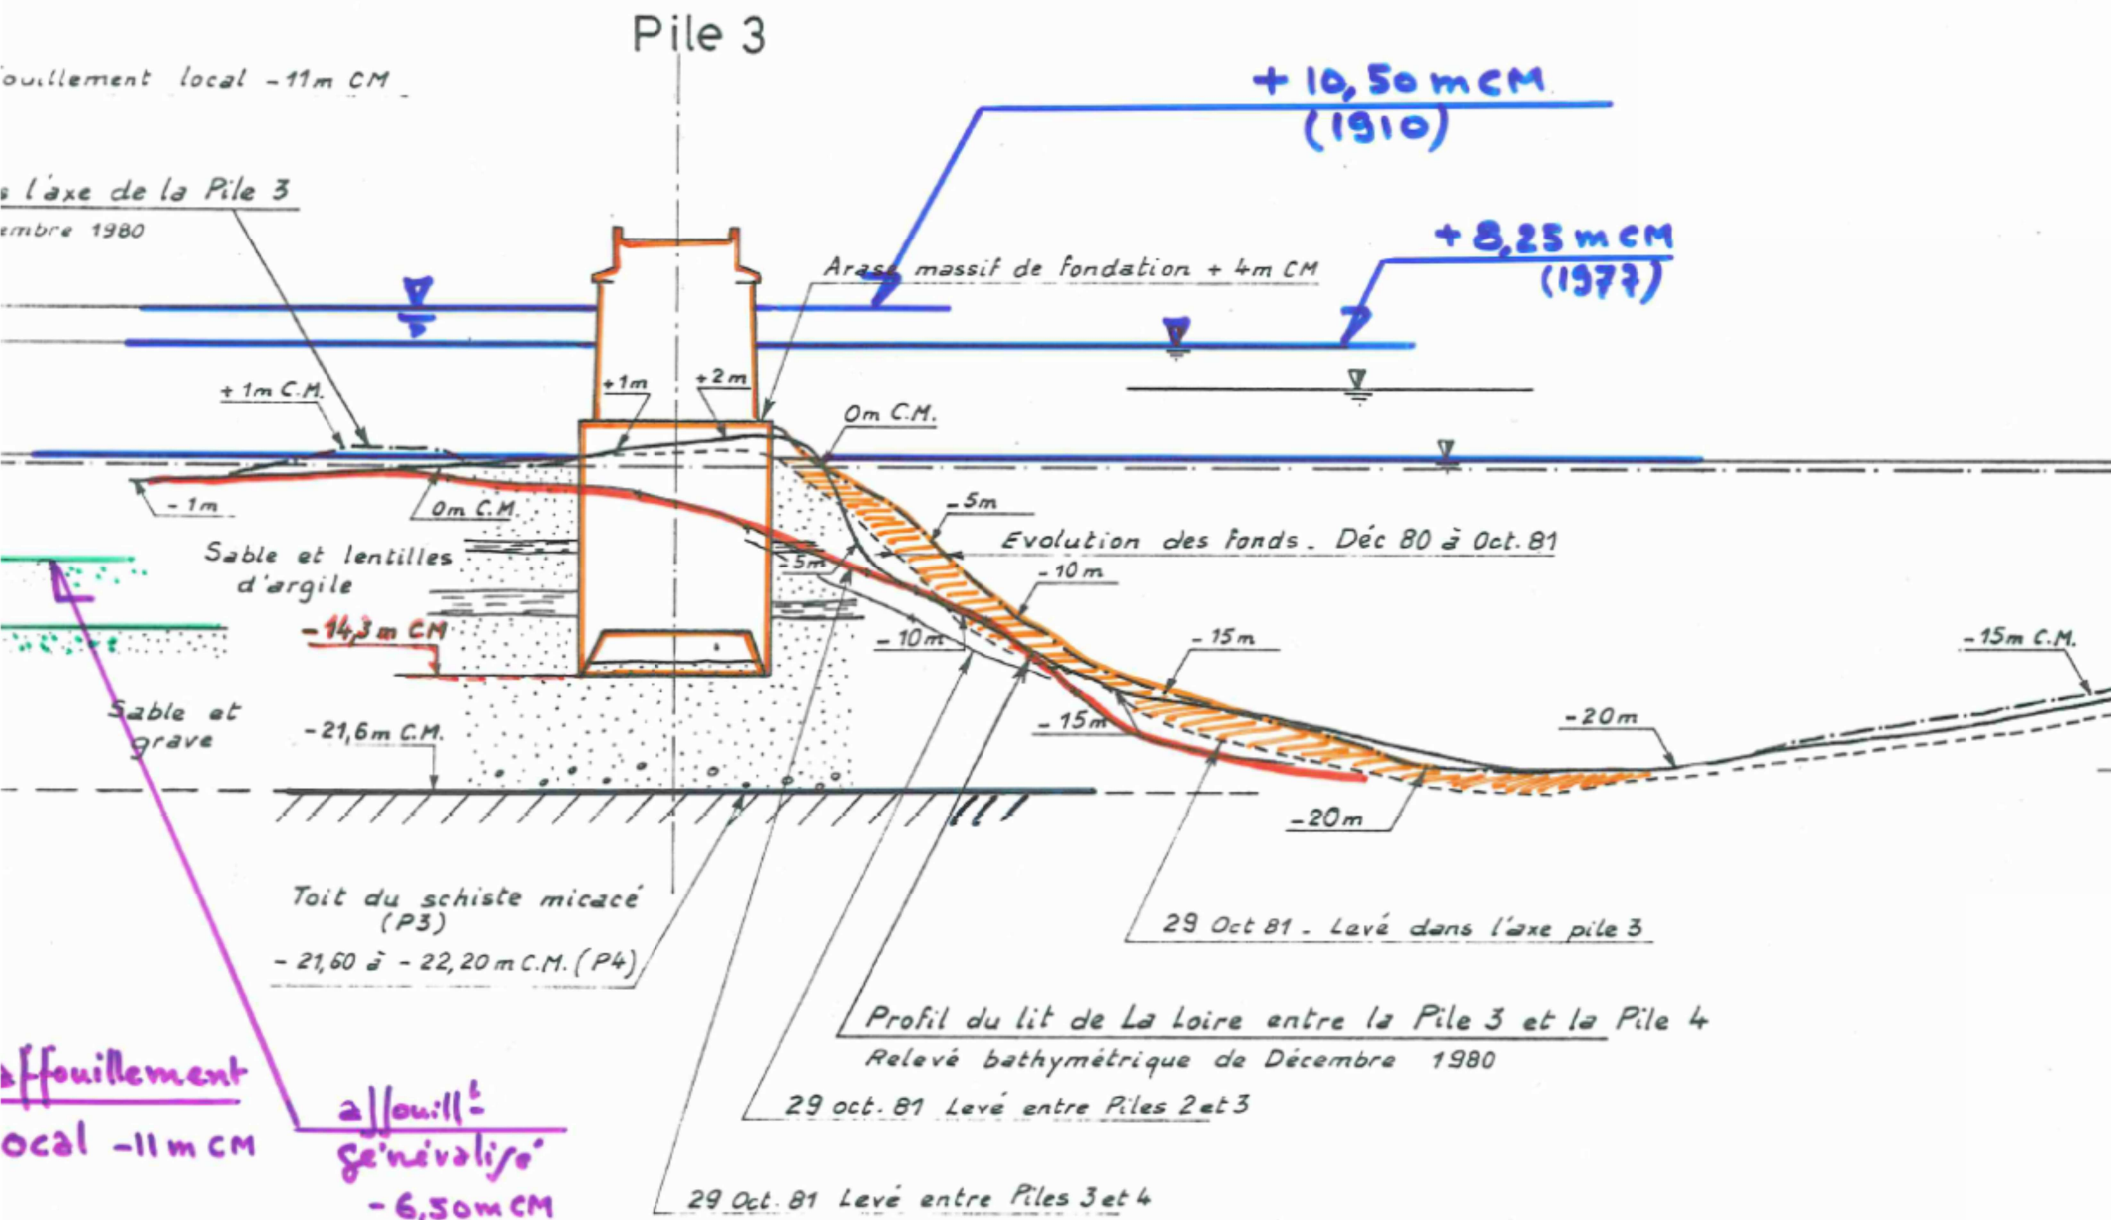 Pile 3
ouillement local -11m CM
+ 10,50 m CM
(1910)
s l'axe de la Pile 3
embre 1980
+ 8,25 m CM
(1977)
Arase massif de fondation + 4m CM
+1m C.M.
+1m
+2m
0m C.M.
- 1m
0m C.M.
-5m
Evolution des fonds. Déc 80 à Oct. 81
Sable et lentilles
d'argile
-5m
-10m
-14,3 m CM
-10m
-15m
-15m C.M.
Sable et
grave
-21,6m C.M.
-15m
-20m
-20m
Toit du schiste micacé
(P3)
- 21,60 à - 22,20 m C.M. (P4)
29 Oct 81 - Levé dans l'axe pile 3
Profil du lit de La Loire entre la Pile 3 et la Pile 4
Relevé bathymétrique de Décembre 1980
29 oct. 81 Levé entre Piles 2 et 3
29 Oct. 81 Levé entre Piles 3 et 4
affouillement
ocal -11 m CM
affouillt
généralisé
- 6,50 m CM